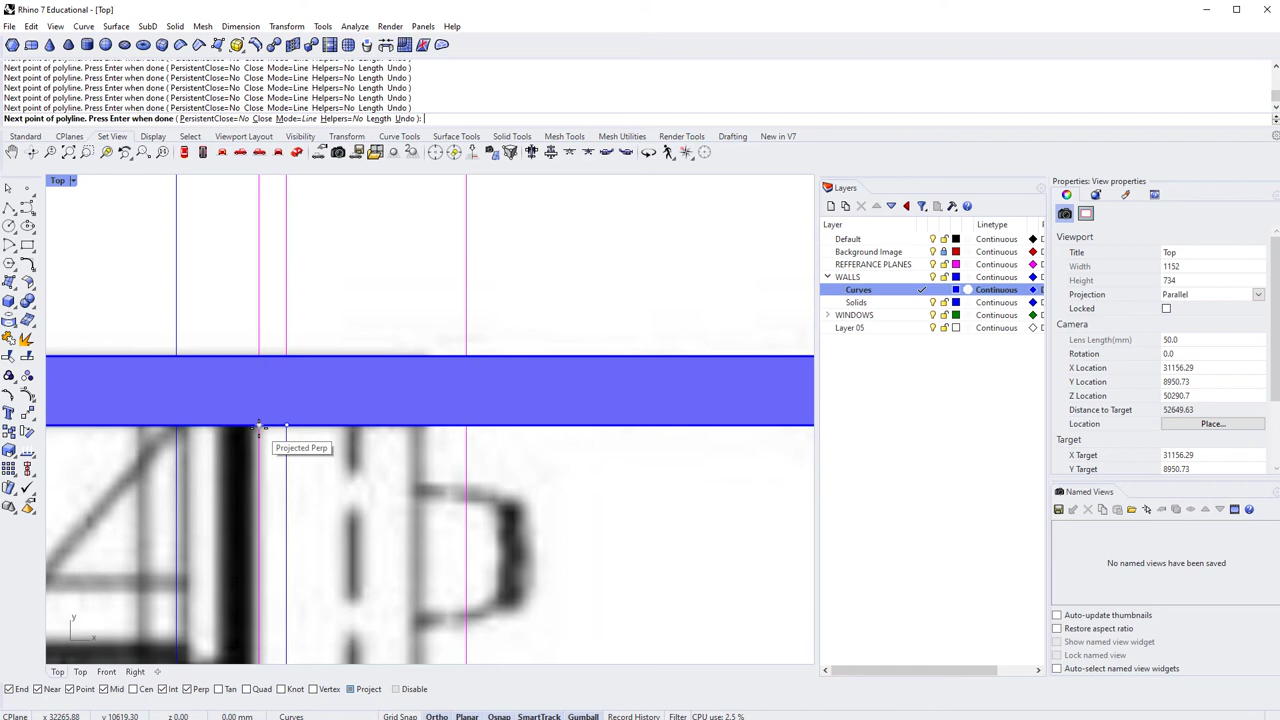 Rhino 7 Educational - [Top]
File Edit View Curve Surface SubD Solid Mesh Dimension Transform Tools Analyze Render Panels Help
Next point of polyline. Press Enter when done ( PersistentClose=No Close Mode=Line Helpers=No Length Undo )
Next point of polyline. Press Enter when done ( PersistentClose=No Close Mode=Line Helpers=No Length Undo )
Next point of polyline. Press Enter when done ( PersistentClose=No Close Mode=Line Helpers=No Length Undo )
Next point of polyline. Press Enter when done ( PersistentClose=No Close Mode=Line Helpers=No Length Undo )
Next point of polyline. Press Enter when done ( PersistentClose=No Close Mode=Line Helpers=No Length Undo )
Next point of polyline. Press Enter when done ( PersistentClose=No Close Mode=Line Helpers=No Length Undo ):
Standard CPlanes Set View Display Select Viewport Layout Visibility Transform Curve Tools Surface Tools Solid Tools Mesh Tools Mesh Utilities Render Tools Drafting New in V7
Top
Projected Perp
y
x
Top Top Front Right
Layers
Layer Linetype
Default Continuous D
Background Image Continuous D
REFFERANCE PLANES Continuous D
WALLS Continuous D
Curves Continuous D
Solids Continuous D
WINDOWS Continuous D
Layer 05 Continuous D
Properties: View properties
Viewport
Title Top
Width 1152
Height 734
Projection Parallel
Locked
Camera
Lens Length(mm) 50.0
Rotation 0.0
X Location 31156.29
Y Location 8950.73
Z Location 50290.7
Distance to Target 52649.63
Location Place...
Target
X Target 31156.29
Y Target 8950.73
Named Views
No named views have been saved
Auto-update thumbnails
Restore aspect ratio
Show named view widget
Lock named view
Auto-select named view widgets
End Near Point Mid Cen Int Perp Tan Quad Knot Vertex Project Disable
CPlane x 32265.88 y 10619.30 z 0.00 0.00 mm Curves Grid Snap Ortho Planar Osnap SmartTrack Gumball Record History Filter CPU use: 2.5 %